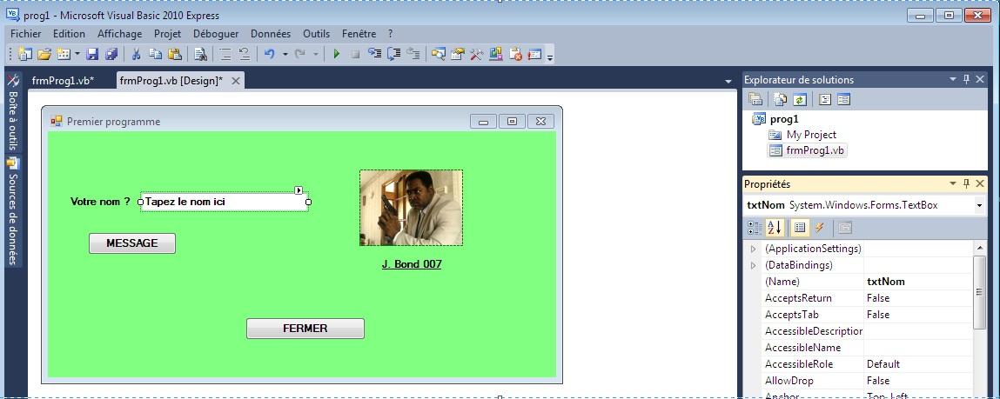 prog1 - Microsoft Visual Basic 2010 Express
Fichier Edition Affichage Projet Déboguer Données Outils Fenêtre ?
Boîte à outils
Sources de données
frmProg1.vb* frmProg1.vb [Design]*
Premier programme
Votre nom ? Tapez le nom ici
MESSAGE
J. Bond 007
FERMER
Explorateur de solutions
prog1
My Project
frmProg1.vb
Propriétés
txtNom System.Windows.Forms.TextBox
(ApplicationSettings)
(DataBindings)
(Name) txtNom
AcceptsReturn False
AcceptsTab False
AccessibleDescription
AccessibleName
AccessibleRole Default
AllowDrop False
Anchor Top, Left